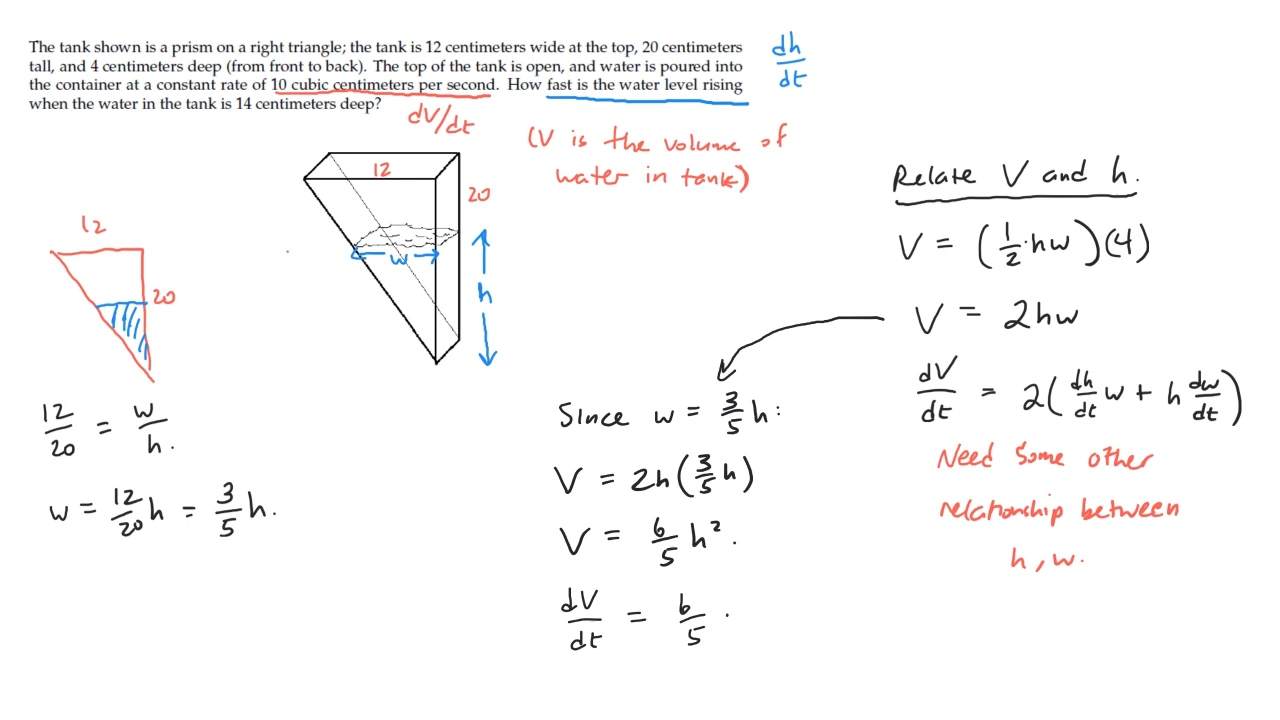 The tank shown is a prism on a right triangle; the tank is 12 centimeters wide at the top, 20 centimeters
tall, and 4 centimeters deep (from front to back). The top of the tank is open, and water is poured into
the container at a constant rate of 10 cubic centimeters per second. How fast is the water level rising
when the water in the tank is 14 centimeters deep?
dh/dt
dV/dt
(V is the volume of
water in tank)
12
20
w
h
12
20
12/20 = w/h.
w = 12/20 h = 3/5 h.
Since w = 3/5 h:
V = 2h(3/5 h)
V = 6/5 h².
dV/dt = 6/5 ·
Relate V and h.
V = (1/2 · hw)(4)
V = 2hw
dV/dt = 2(dh/dt w + h dw/dt)
Need some other
relationship between
h, w.